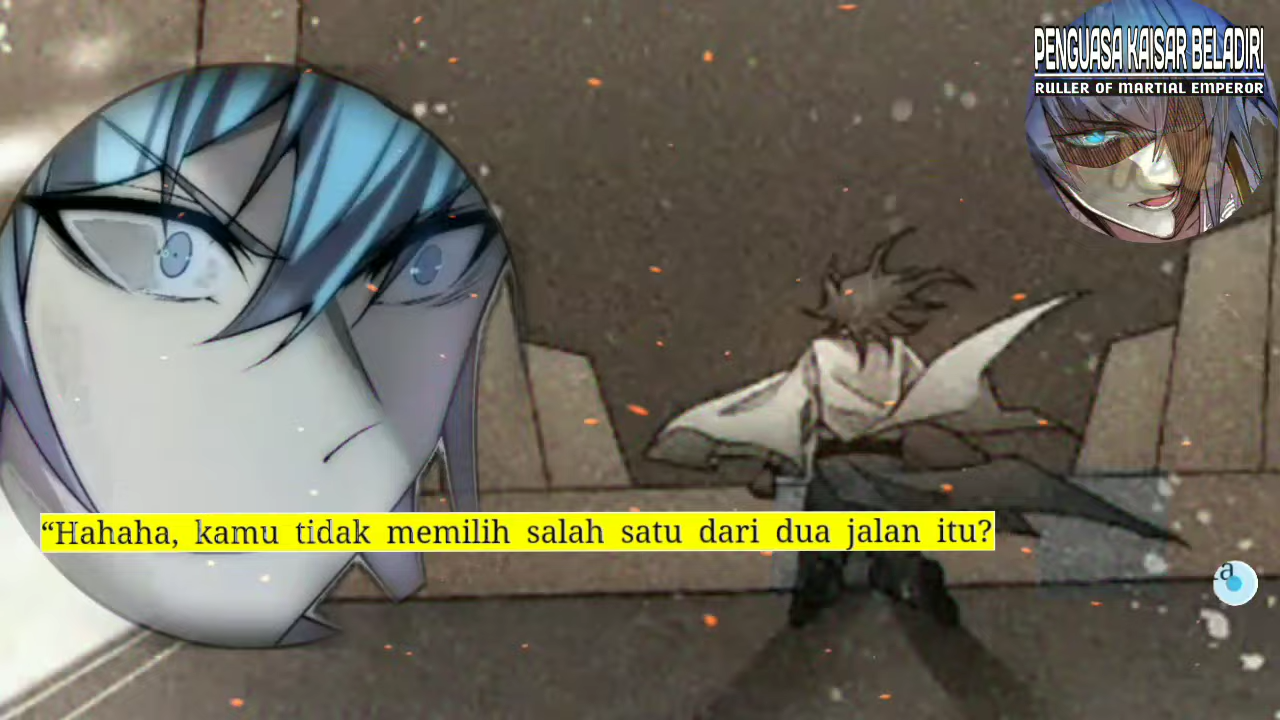 PENGUASA KAISAR BELADIRI
RULLER OF MARTIAL EMPEROR
“Hahaha, kamu tidak memilih salah satu dari dua jalan itu?